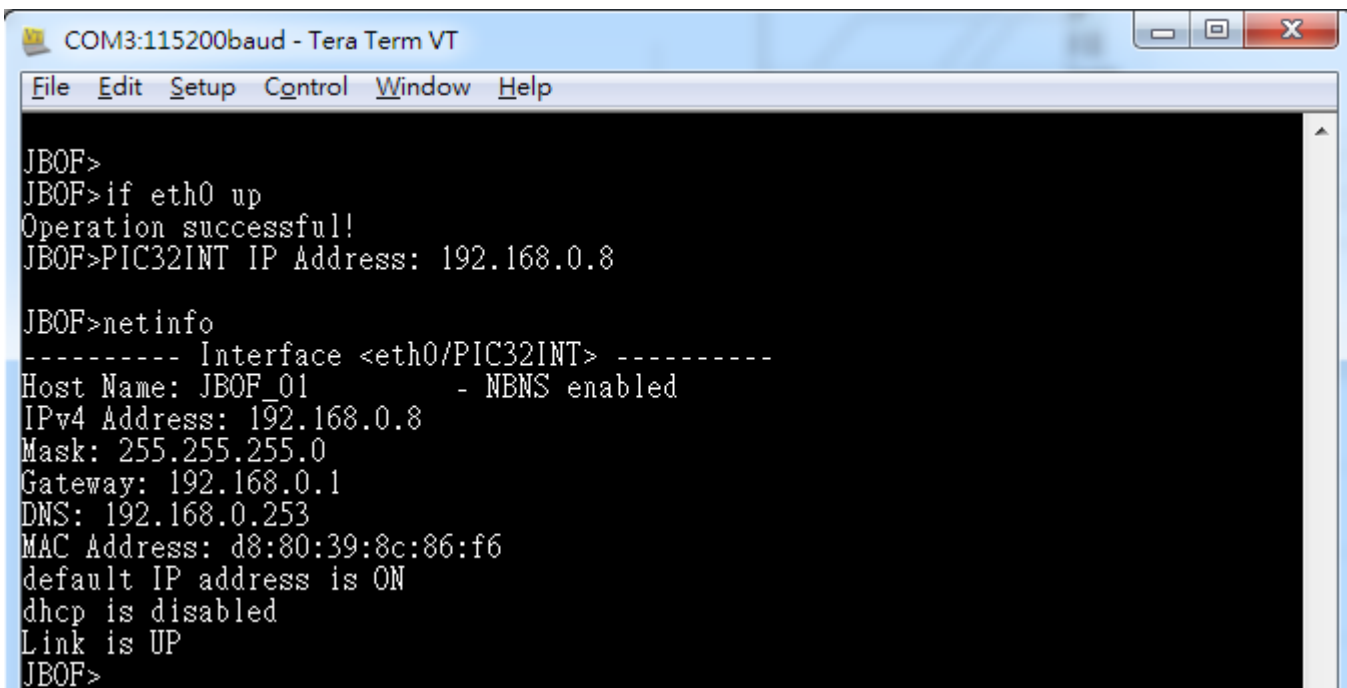 COM3:115200baud - Tera Term VT
File Edit Setup Control Window Help
JBOF>
JBOF>if eth0 up
Operation successful!
JBOF>PIC32INT IP Address: 192.168.0.8
JBOF>netinfo
---------- Interface <eth0/PIC32INT> ----------
Host Name: JBOF_01 - NBNS enabled
IPv4 Address: 192.168.0.8
Mask: 255.255.255.0
Gateway: 192.168.0.1
DNS: 192.168.0.253
MAC Address: d8:80:39:8c:86:f6
default IP address is ON
dhcp is disabled
Link is UP
JBOF>